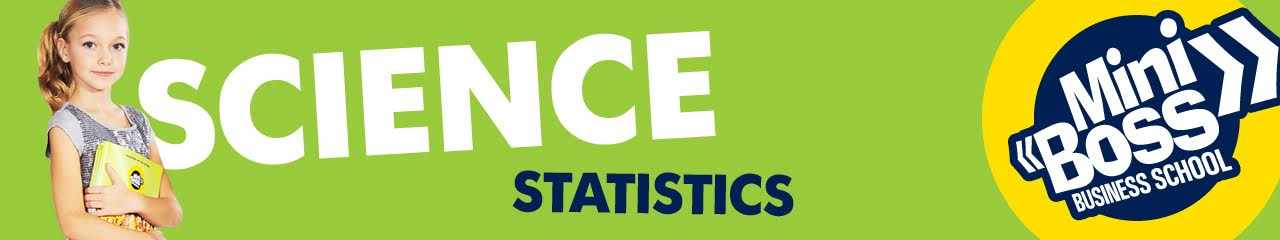 SCIENCE
STATISTICS
Mini
Boss
BUSINESS SCHOOL